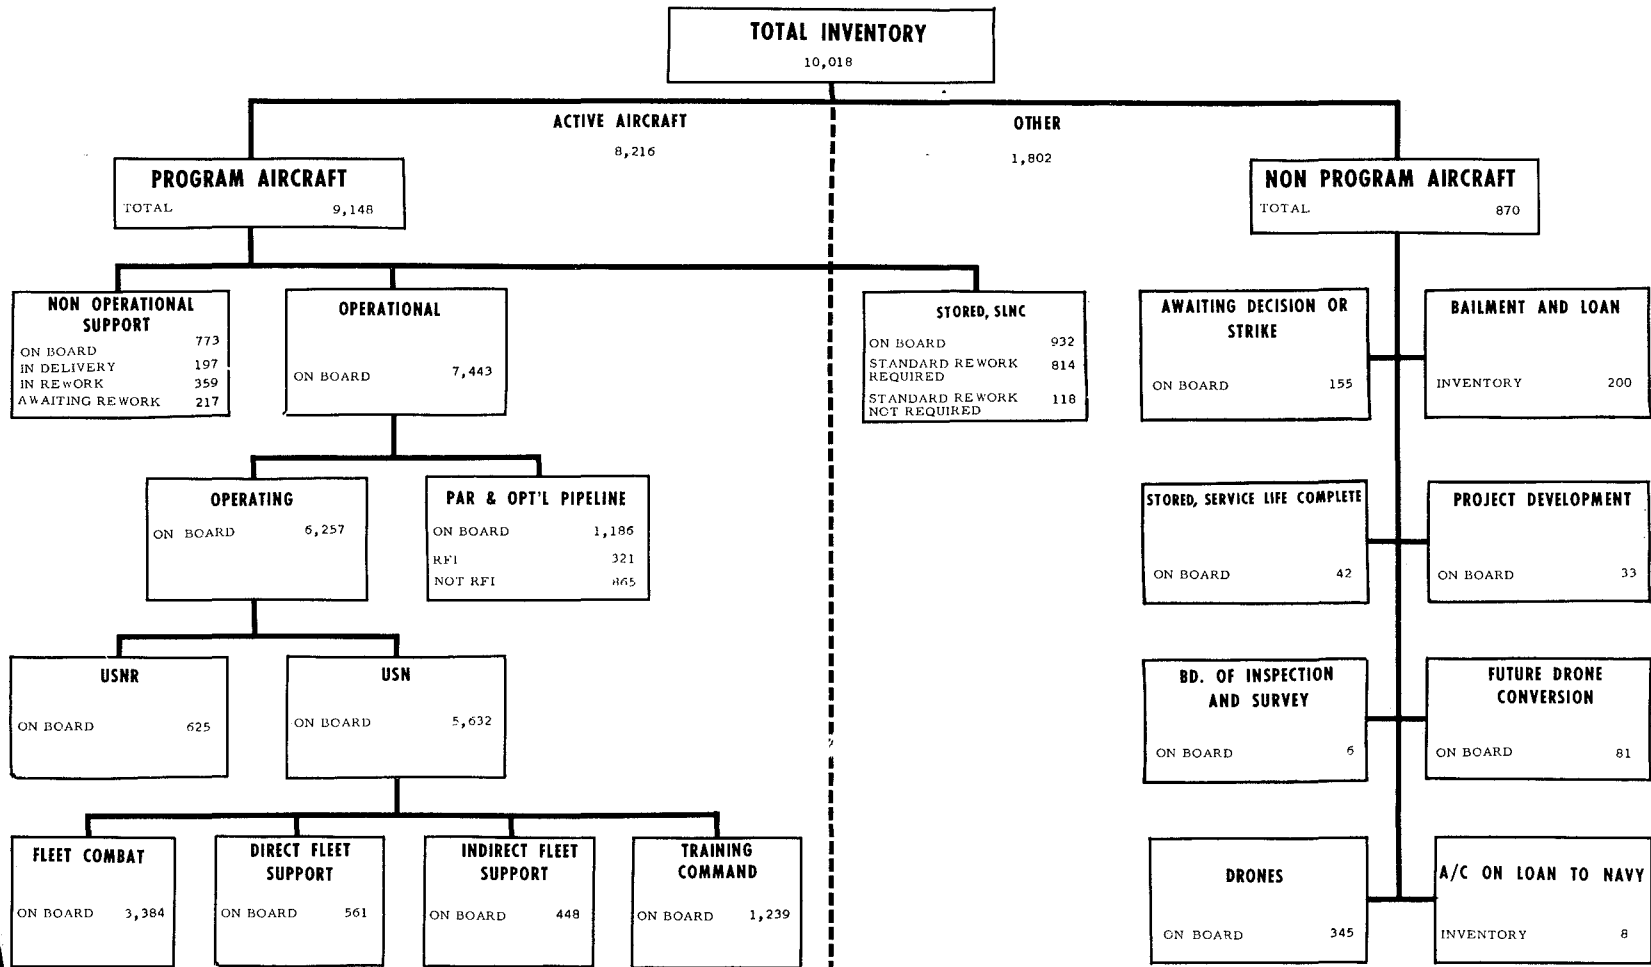 TOTAL INVENTORY
10,018
ACTIVE AIRCRAFT
8,216
OTHER
1,802
PROGRAM AIRCRAFT
TOTAL 9,148
NON PROGRAM AIRCRAFT
TOTAL 870
NON OPERATIONAL
SUPPORT
ON BOARD 773
IN DELIVERY 197
IN REWORK 359
AWAITING REWORK 217
OPERATIONAL
ON BOARD 7,443
STORED, SLNC
ON BOARD 932
STANDARD REWORK 814
REQUIRED
STANDARD REWORK 118
NOT REQUIRED
AWAITING DECISION OR
STRIKE
ON BOARD 155
BAILMENT AND LOAN
INVENTORY 200
OPERATING
ON BOARD 6,257
PAR & OPT'L PIPELINE
ON BOARD 1,186
RFI 321
NOT RFI 865
STORED, SERVICE LIFE COMPLETE
ON BOARD 42
PROJECT DEVELOPMENT
ON BOARD 33
USNR
ON BOARD 625
USN
ON BOARD 5,632
BD. OF INSPECTION
AND SURVEY
ON BOARD 6
FUTURE DRONE
CONVERSION
ON BOARD 81
FLEET COMBAT
ON BOARD 3,384
DIRECT FLEET
SUPPORT
ON BOARD 561
INDIRECT FLEET
SUPPORT
ON BOARD 448
TRAINING
COMMAND
ON BOARD 1,239
DRONES
ON BOARD 345
A/C ON LOAN TO NAVY
INVENTORY 8